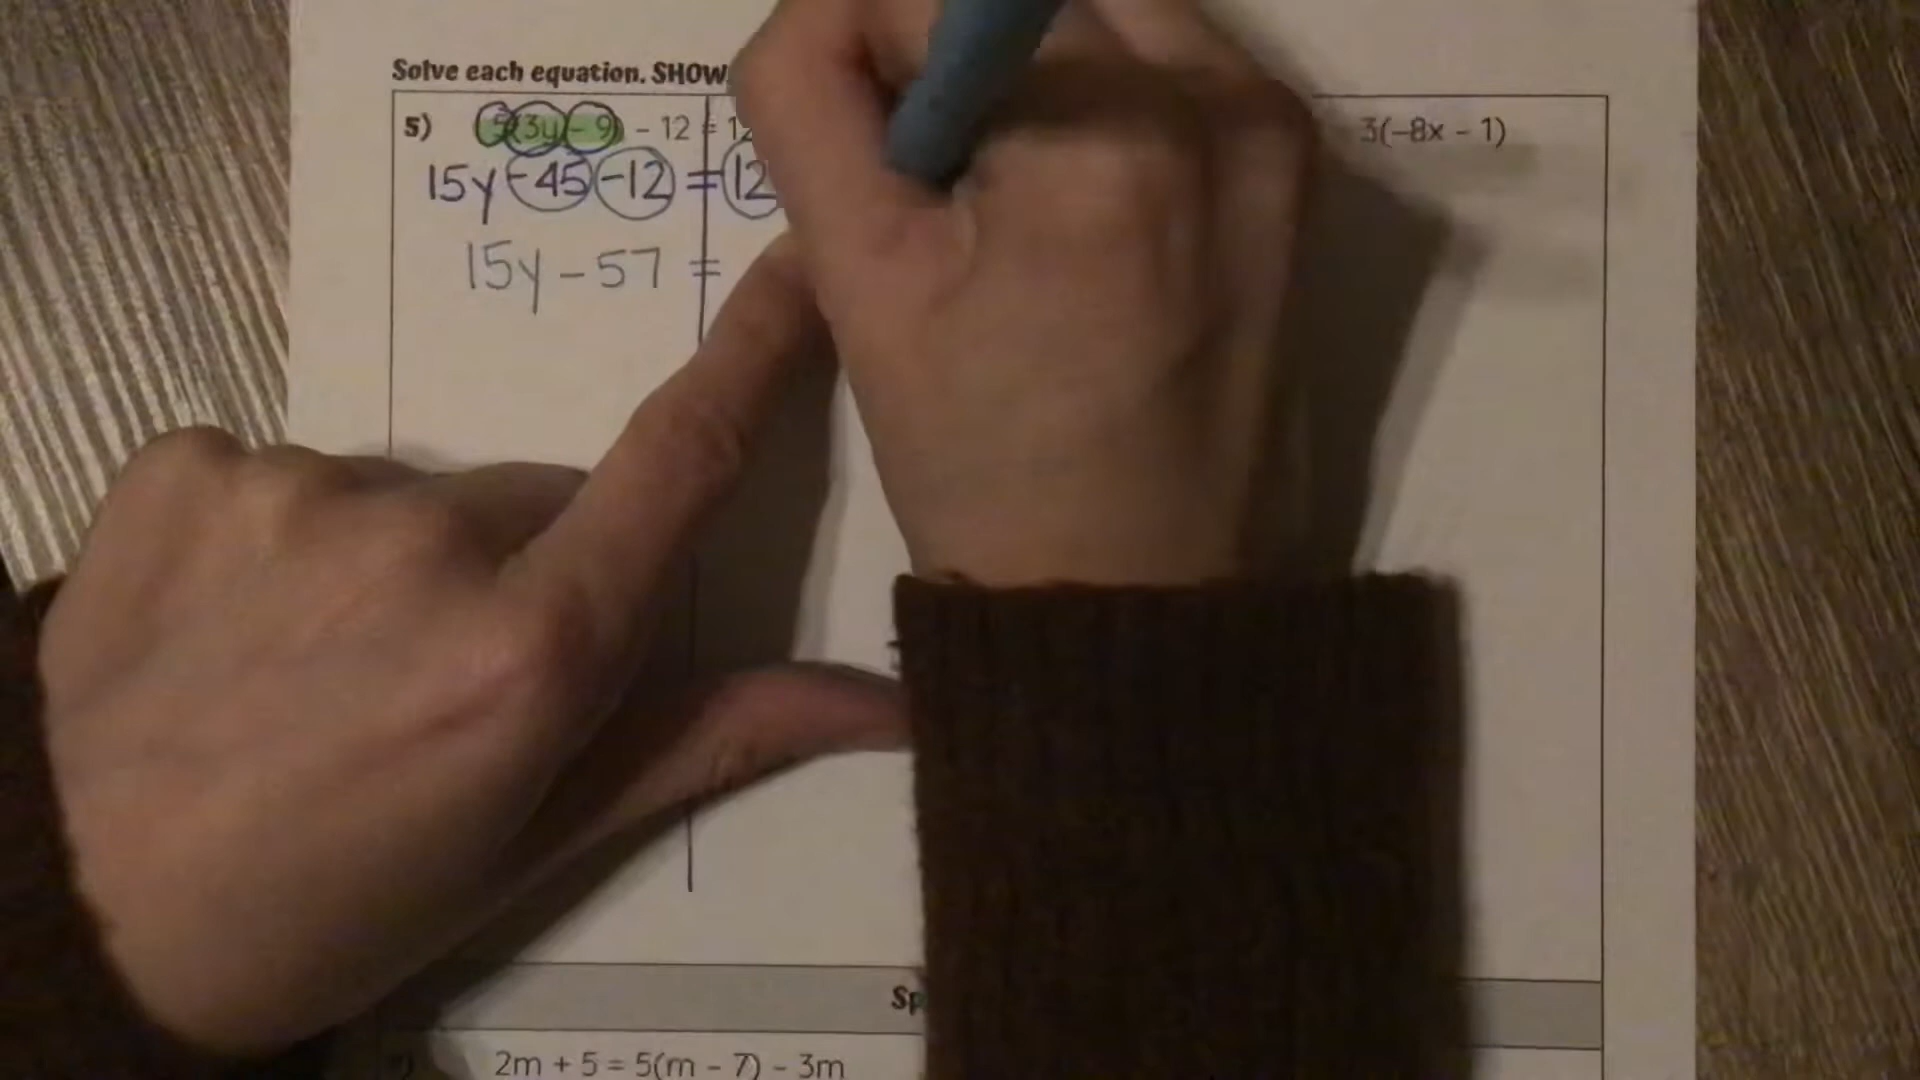 Solve each equation. SHOW
5) 5(3y - 9) - 12 = 12
15y - 45 - 12 = 12
15y - 57 =
3(-8x - 1)
2m + 5 = 5(m - 7) - 3m